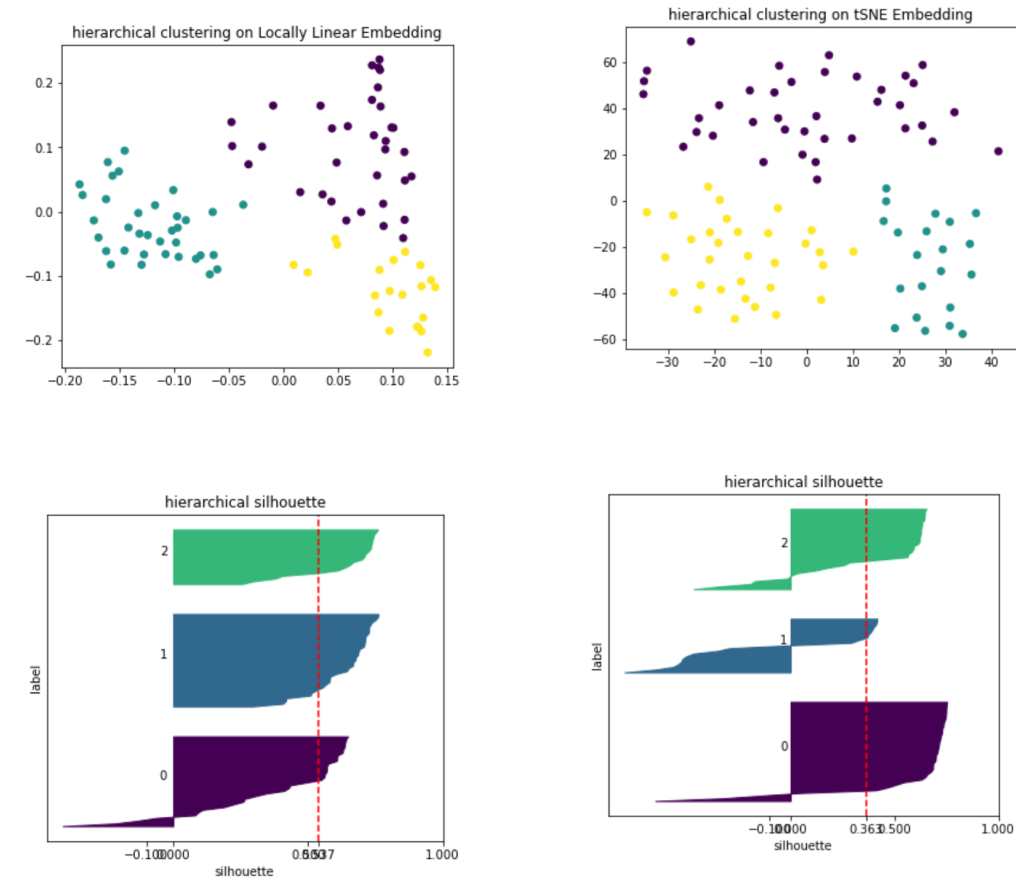 hierarchical clustering on Locally Linear Embedding
0.2
0.1
0.0
−0.1
−0.2
−0.20 −0.15 −0.10 −0.05 0.00 0.05 0.10 0.15
hierarchical clustering on tSNE Embedding
60
40
20
0
−20
−40
−60
−30 −20 −10 0 10 20 30 40
hierarchical silhouette
label
2
1
0
−0.100 0.000 0.500 0.537 1.000
silhouette
hierarchical silhouette
label
2
1
0
−0.100 0.000 0.363 0.500 1.000
silhouette